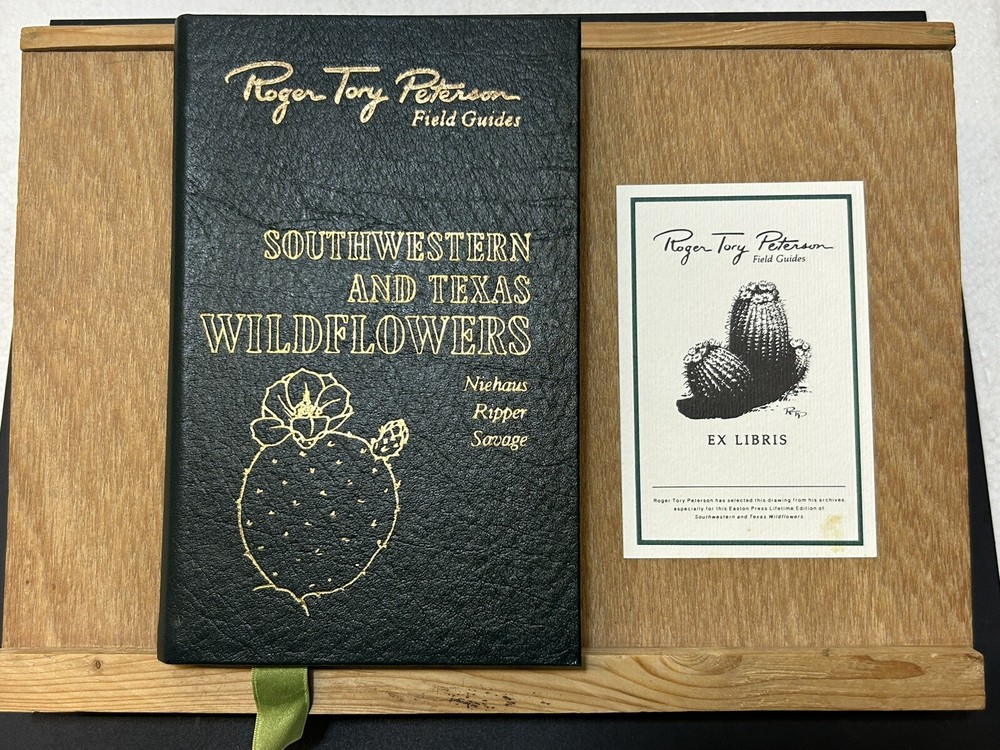 Roger Tory Peterson
Field Guides
SOUTHWESTERN
AND TEXAS
WILDFLOWERS
Niehaus
Ripper
Savage
Roger Tory Peterson
Field Guides
RTP
EX LIBRIS
Roger Tory Peterson has selected this drawing from his archives,
especially for this Easton Press Lifetime Edition of
Southwestern and Texas Wildflowers